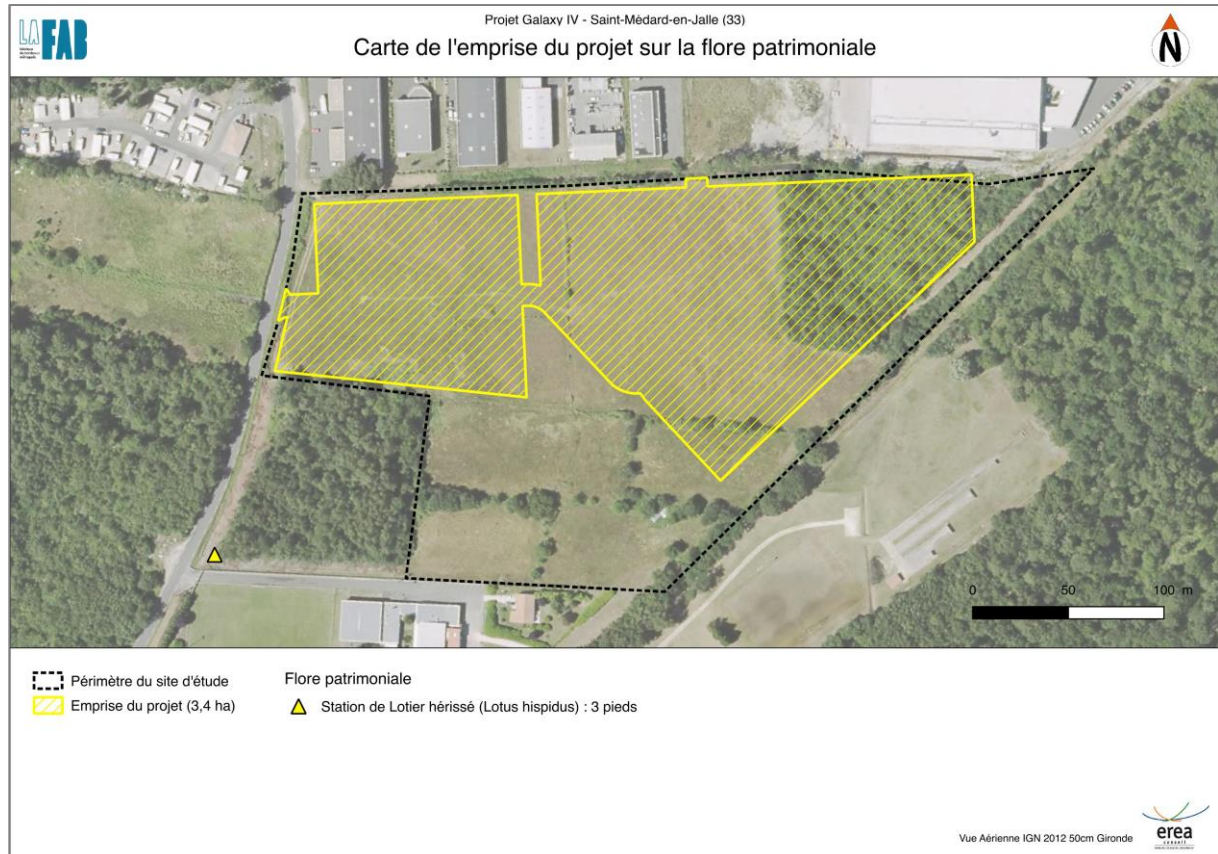 LA FAB
Projet Galaxy IV - Saint-Médard-en-Jalle (33)
Carte de l'emprise du projet sur la flore patrimoniale
N
0 50 100 m
Périmètre du site d'étude
Emprise du projet (3,4 ha)
Flore patrimoniale
Station de Lotier hérissé (Lotus hispidus) : 3 pieds
Vue Aérienne IGN 2012 50cm Gironde
erea
conseil